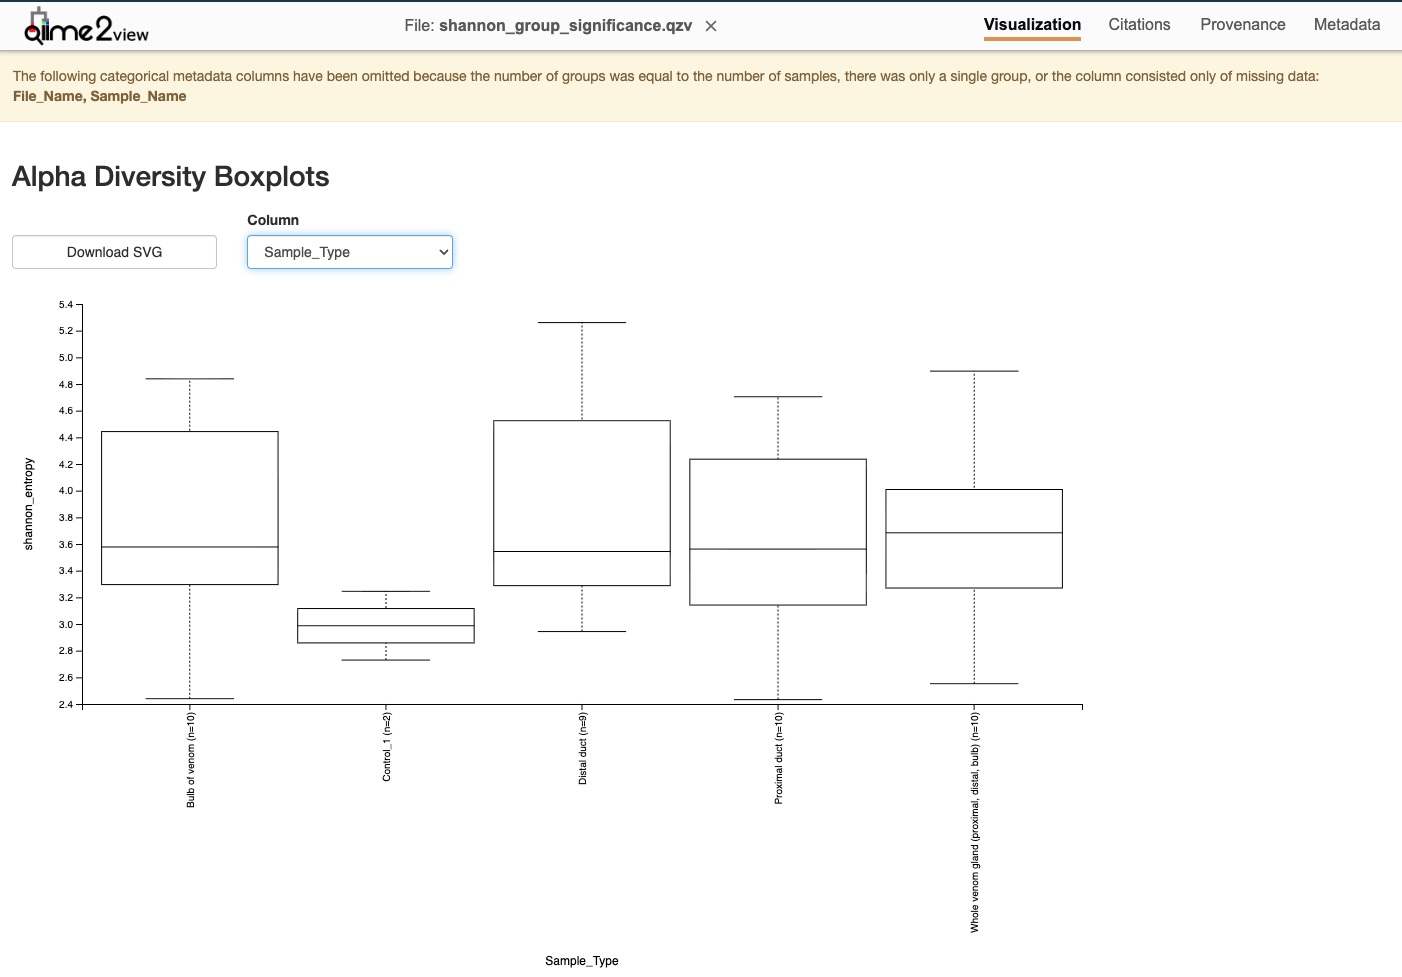 qiime2view
File: shannon_group_significance.qzv ×
Visualization Citations Provenance Metadata
The following categorical metadata columns have been omitted because the number of groups was equal to the number of samples, there was only a single group, or the column consisted only of missing data:
File_Name, Sample_Name
Alpha Diversity Boxplots
Column
Download SVG
Sample_Type
5.4
5.2
5.0
4.8
4.6
4.4
4.2
4.0
3.8
3.6
3.4
3.2
3.0
2.8
2.6
2.4
shannon_entropy
Bulb of venom (n=10)
Control_1 (n=2)
Distal duct (n=9)
Proximal duct (n=10)
Whole venom gland (proximal, distal, bulb) (n=10)
Sample_Type